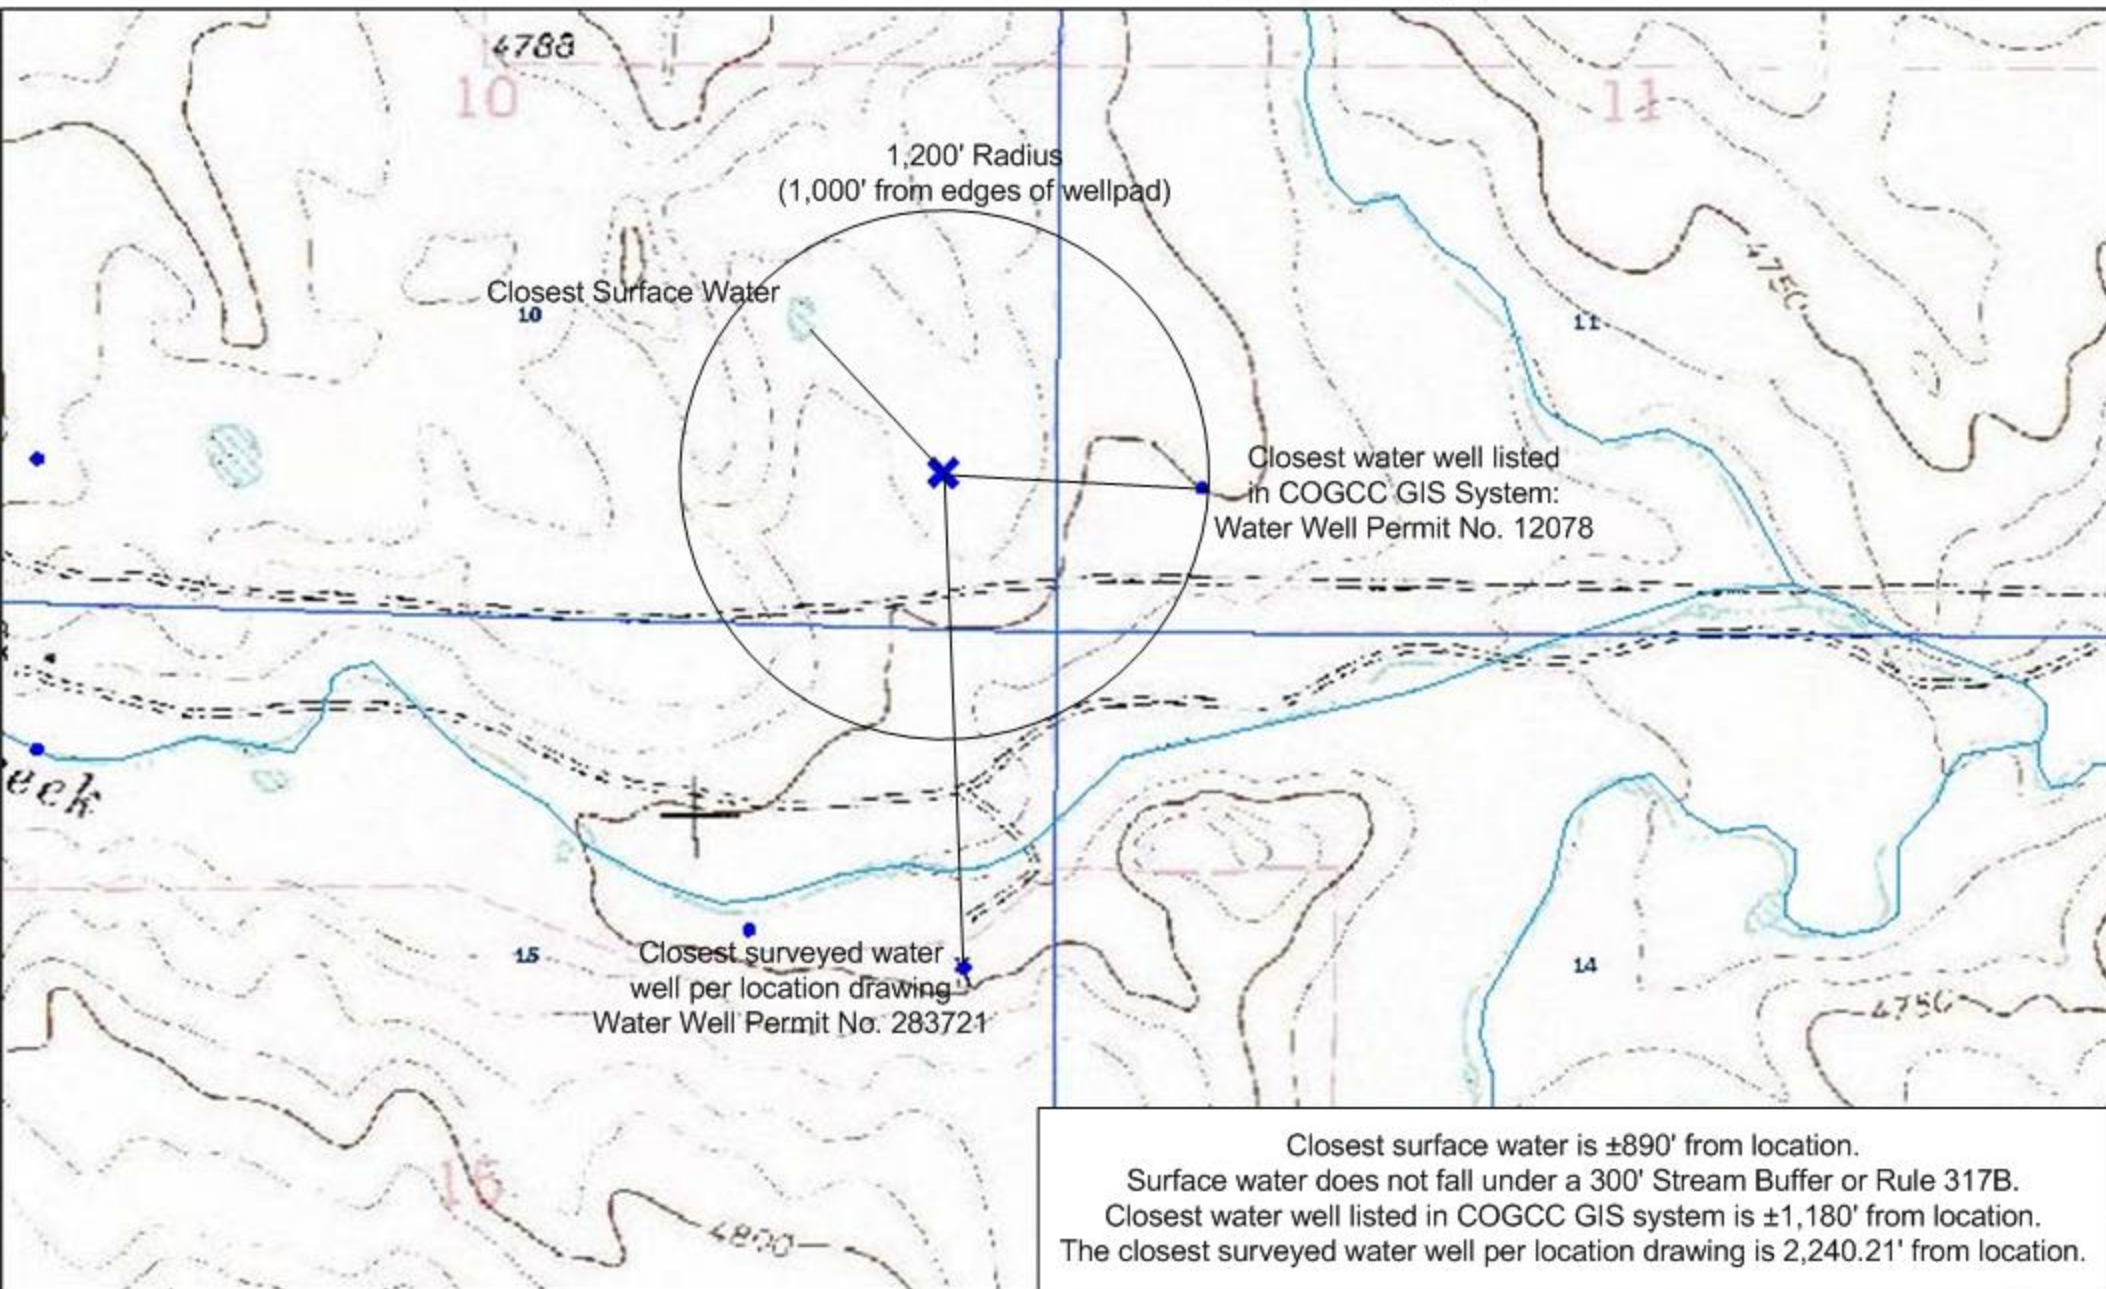 4788
10
11
1,200' Radius
(1,000' from edges of wellpad)
Closest Surface Water
10
11
4750
Closest water well listed
in COGCC GIS System:
Water Well Permit No. 12078
eek
Closest surveyed water
well per location drawing
Water Well Permit No. 283721
15
14
4750
15
4800
Closest surface water is ±890' from location.
Surface water does not fall under a 300' Stream Buffer or Rule 317B.
Closest water well listed in COGCC GIS system is ±1,180' from location.
The closest surveyed water well per location drawing is 2,240.21' from location.